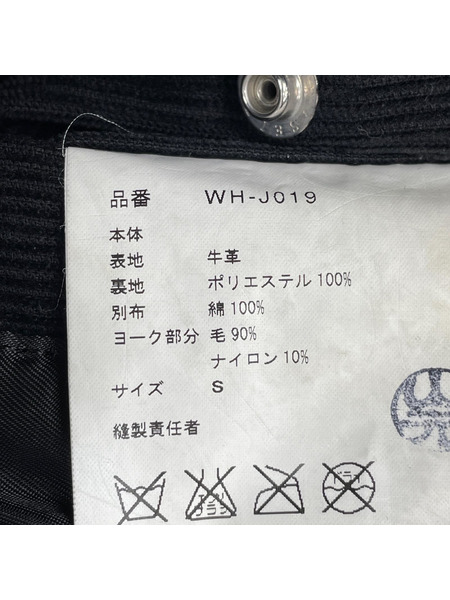 品番 WH-J019
本体
表地 牛革
裏地 ポリエステル100%
別布 綿100%
ヨーク部分 毛90%
ナイロン10%
サイズ S
縫製責任者